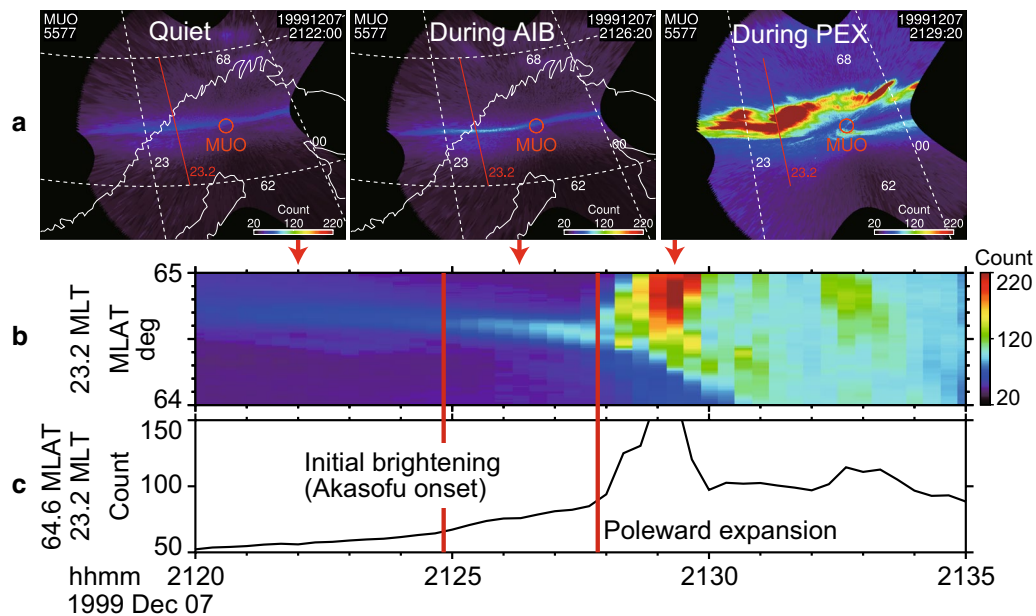 a
MUO
5577
Quiet
19991207
2122:00
68
MUO
23
00
23.2
62
Count
20 120 220
MUO
5577
During AIB
19991207
2126:20
68
MUO
23
00
23.2
62
Count
20 120 220
MUO
5577
During PEX
19991207
2129:20
68
MUO
23
00
23.2
62
Count
20 120 220
b
23.2 MLT
MLAT
deg
65
64
Count
220
120
20
c
64.6 MLAT
23.2 MLT
Count
150
100
50
Initial brightening
(Akasofu onset)
Poleward expansion
hhmm
2120 2125 2130 2135
1999 Dec 07